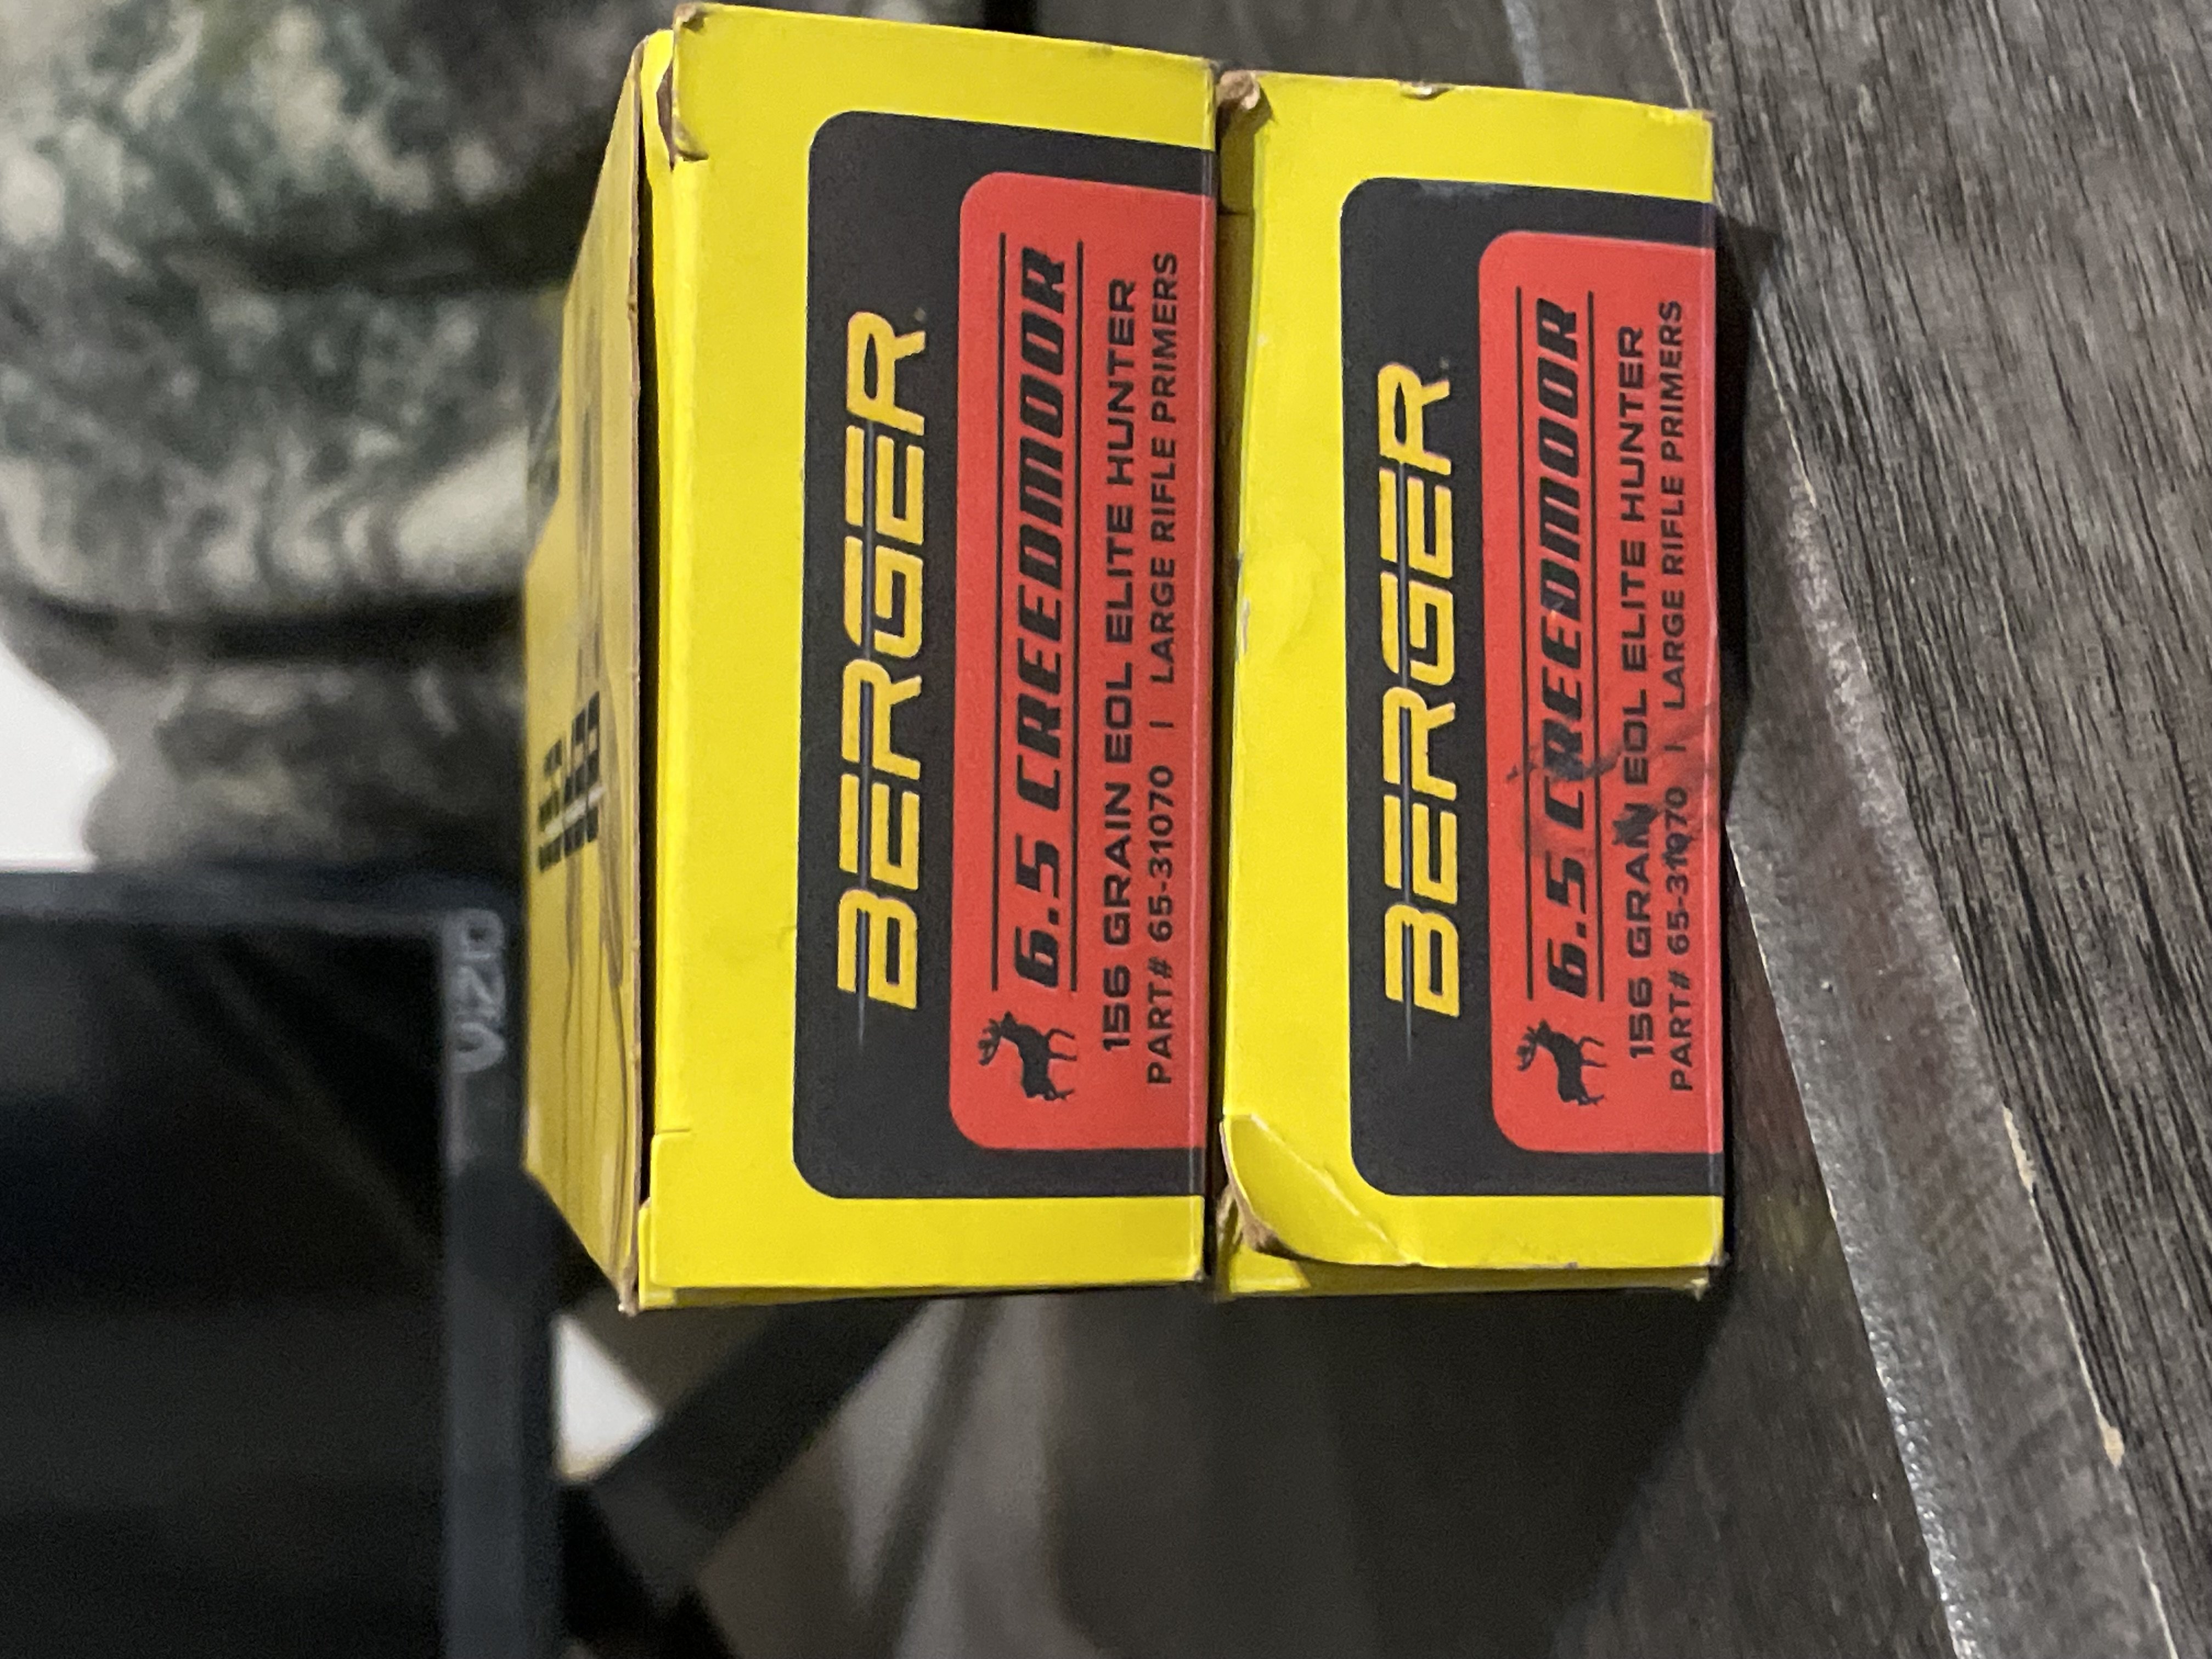 BERGER
6.5 CREEDMOOR
156 GRAIN EOL ELITE HUNTER
PART# 65-31070 | LARGE RIFLE PRIMERS
BERGER
6.5 CREEDMOOR
156 GRAIN EOL ELITE HUNTER
PART# 65-31070 | LARGE RIFLE PRIMERS